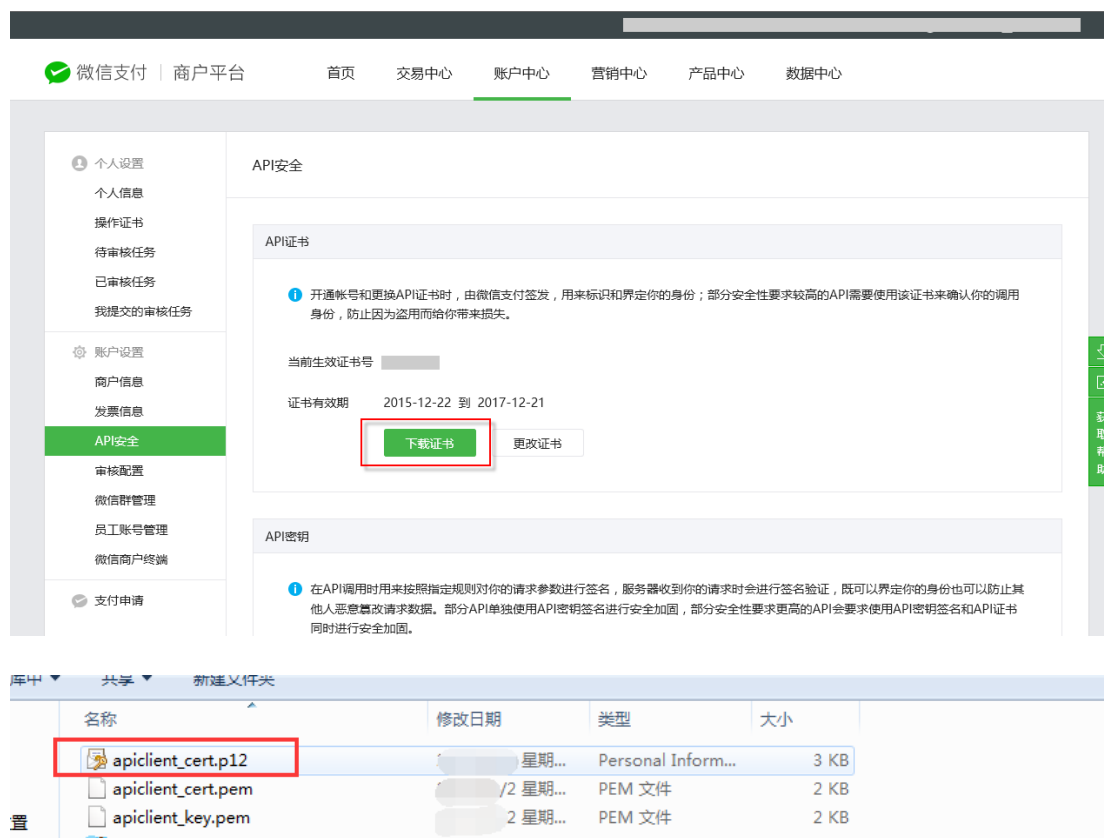 微信支付 | 商户平台 首页 交易中心 账户中心 营销中心 产品中心 数据中心
个人设置
个人信息
操作证书
待审核任务
已审核任务
我提交的审核任务
账户设置
商户信息
发票信息
API安全
审核配置
微信群管理
员工账号管理
微信商户终端
支付申请
API安全
API证书
开通帐号和更换API证书时，由微信支付签发，用来标识和界定你的身份；部分安全性要求较高的API需要使用该证书来确认你的调用
身份，防止因为盗用而给你带来损失。
当前生效证书号
证书有效期 2015-12-22 到 2017-12-21
下载证书 更改证书
API密钥
在API调用时用来按照指定规则对你的请求参数进行签名，服务器收到你的请求时会进行签名验证，既可以界定你的身份也可以防止其
他人恶意篡改请求数据。部分API单独使用API密钥签名进行安全加固，部分安全性要求更高的API会要求使用API密钥签名和API证书
同时进行安全加固。
获
取
帮
助
库中 共享 新建文件夹
名称 修改日期 类型 大小
apiclient_cert.p12 星期... Personal Inform... 3 KB
apiclient_cert.pem /2 星期... PEM 文件 2 KB
置 apiclient_key.pem 2 星期... PEM 文件 2 KB